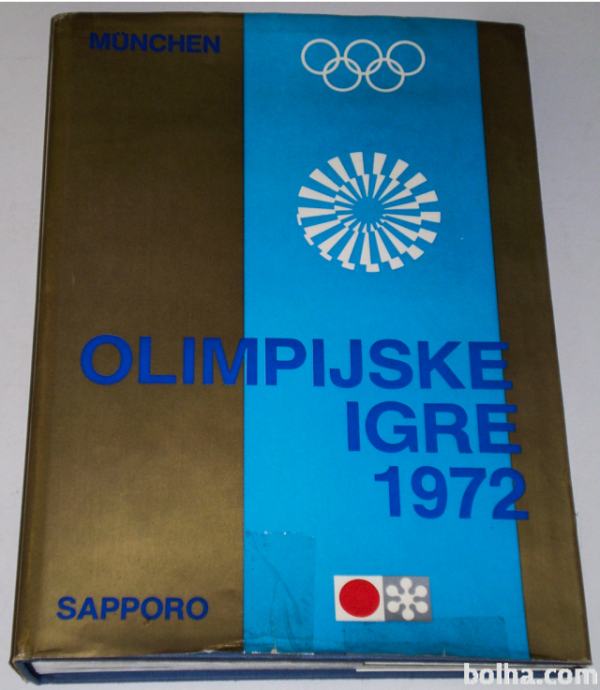 MÜNCHEN
OLIMPIJSKE
IGRE
1972
SAPPORO
bolha.com